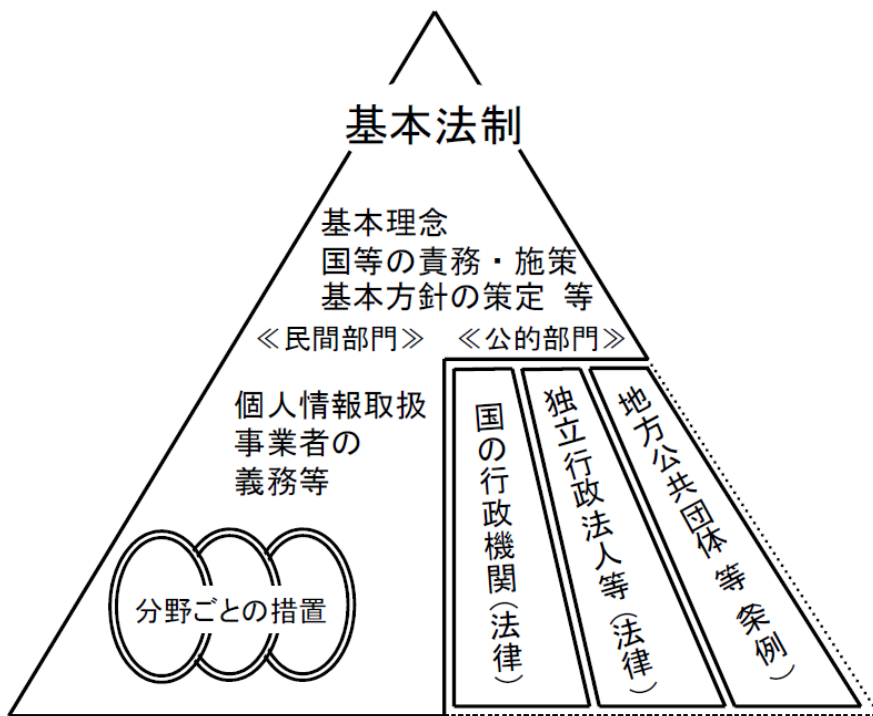 基本法制
基本理念
国等の責務・施策
基本方針の策定 等
≪民間部門≫ ≪公的部門≫
個人情報取扱
事業者の
義務等
分野ごとの措置
国の行政機関(法律)
独立行政法人等(法律)
地方公共団体 等 条例)